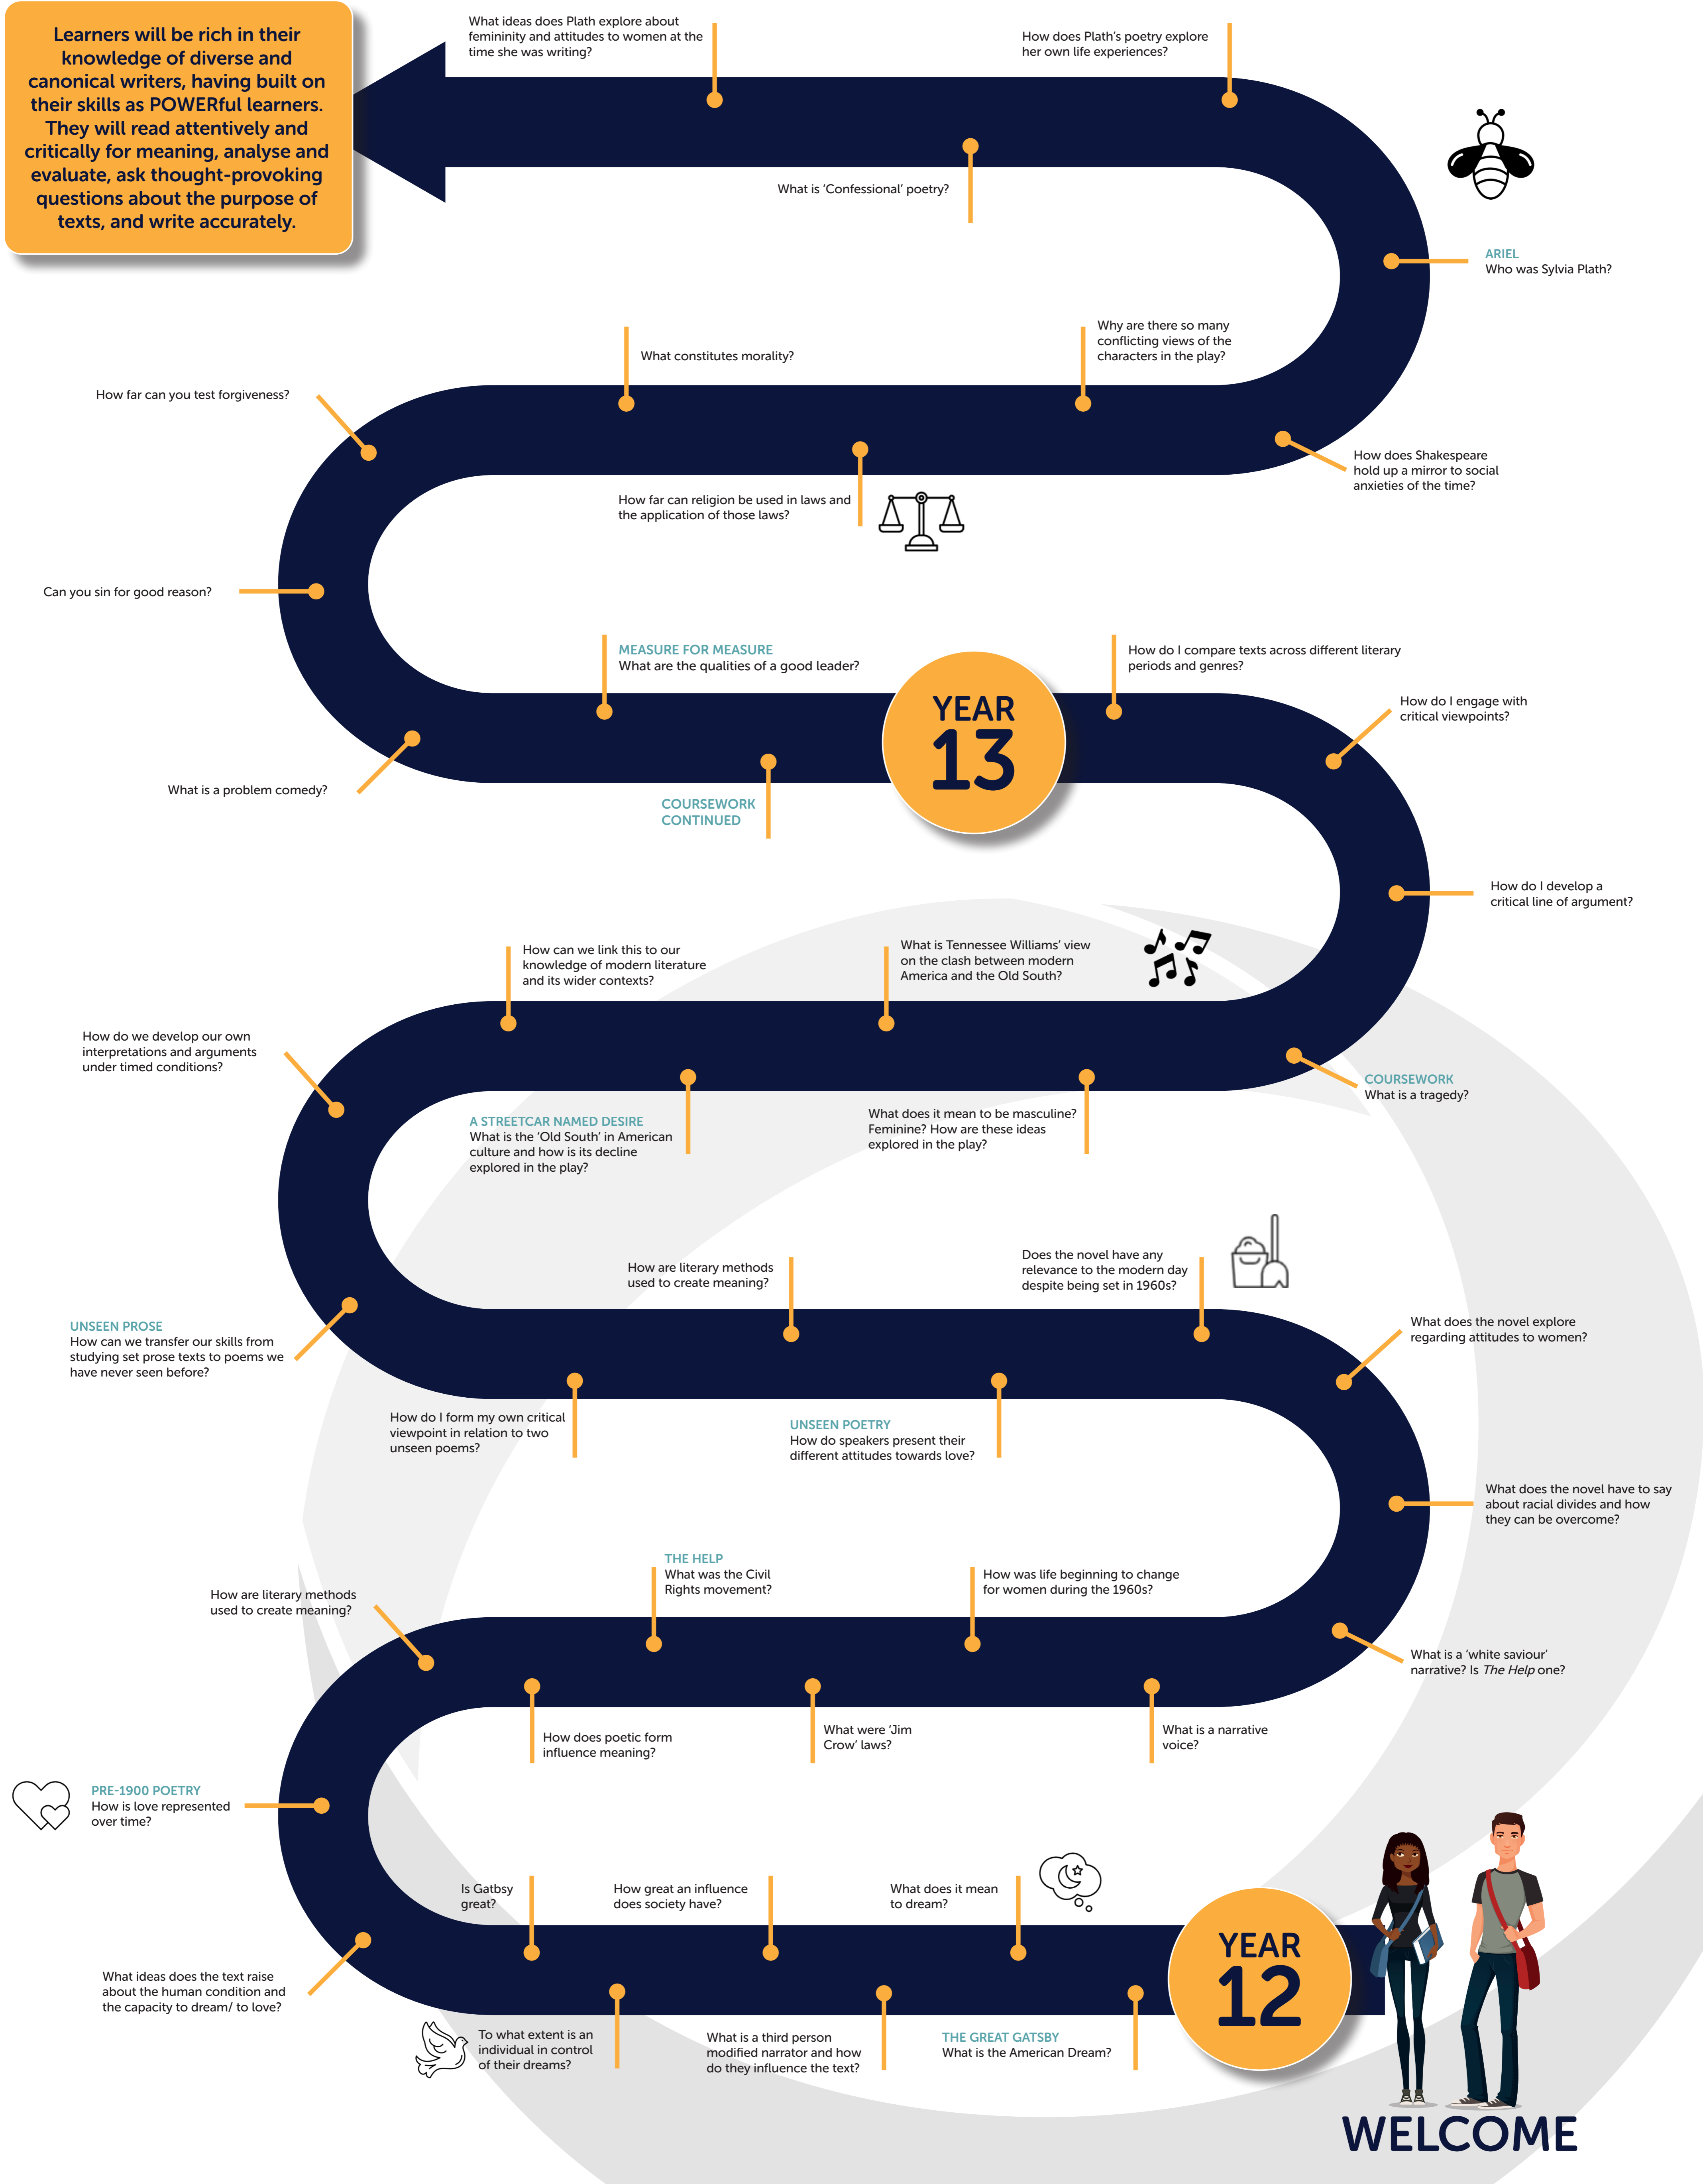 Learners will be rich in their
knowledge of diverse and
canonical writers, having built on
their skills as POWERful learners.
They will read attentively and
critically for meaning, analyse and
evaluate, ask thought-provoking
questions about the purpose of
texts, and write accurately.
What ideas does Plath explore about
femininity and attitudes to women at the
time she was writing?
How does Plath's poetry explore
her own life experiences?
What is 'Confessional' poetry?
ARIEL
Who was Sylvia Plath?
What constitutes morality?
Why are there so many
conflicting views of the
characters in the play?
How far can you test forgiveness?
How does Shakespeare
hold up a mirror to social
anxieties of the time?
How far can religion be used in laws and
the application of those laws?
Can you sin for good reason?
MEASURE FOR MEASURE
What are the qualities of a good leader?
YEAR
13
How do I compare texts across different literary
periods and genres?
How do I engage with
critical viewpoints?
What is a problem comedy?
COURSEWORK
CONTINUED
How do I develop a
critical line of argument?
How can we link this to our
knowledge of modern literature
and its wider contexts?
What is Tennessee Williams' view
on the clash between modern
America and the Old South?
How do we develop our own
interpretations and arguments
under timed conditions?
COURSEWORK
What is a tragedy?
A STREETCAR NAMED DESIRE
What is the 'Old South' in American
culture and how is its decline
explored in the play?
What does it mean to be masculine?
Feminine? How are these ideas
explored in the play?
How are literary methods
used to create meaning?
Does the novel have any
relevance to the modern day
despite being set in 1960s?
UNSEEN PROSE
How can we transfer our skills from
studying set prose texts to poems we
have never seen before?
What does the novel explore
regarding attitudes to women?
How do I form my own critical
viewpoint in relation to two
unseen poems?
UNSEEN POETRY
How do speakers present their
different attitudes towards love?
What does the novel have to say
about racial divides and how
they can be overcome?
How are literary methods
used to create meaning?
THE HELP
What was the Civil
Rights movement?
How was life beginning to change
for women during the 1960s?
What is a 'white saviour'
narrative? Is The Help one?
How does poetic form
influence meaning?
What were 'Jim
Crow' laws?
What is a narrative
voice?
PRE-1900 POETRY
How is love represented
over time?
Is Gatbsy
great?
How great an influence
does society have?
What does it mean
to dream?
YEAR
12
What ideas does the text raise
about the human condition and
the capacity to dream/ to love?
To what extent is an
individual in control
of their dreams?
What is a third person
modified narrator and how
do they influence the text?
THE GREAT GATSBY
What is the American Dream?
WELCOME